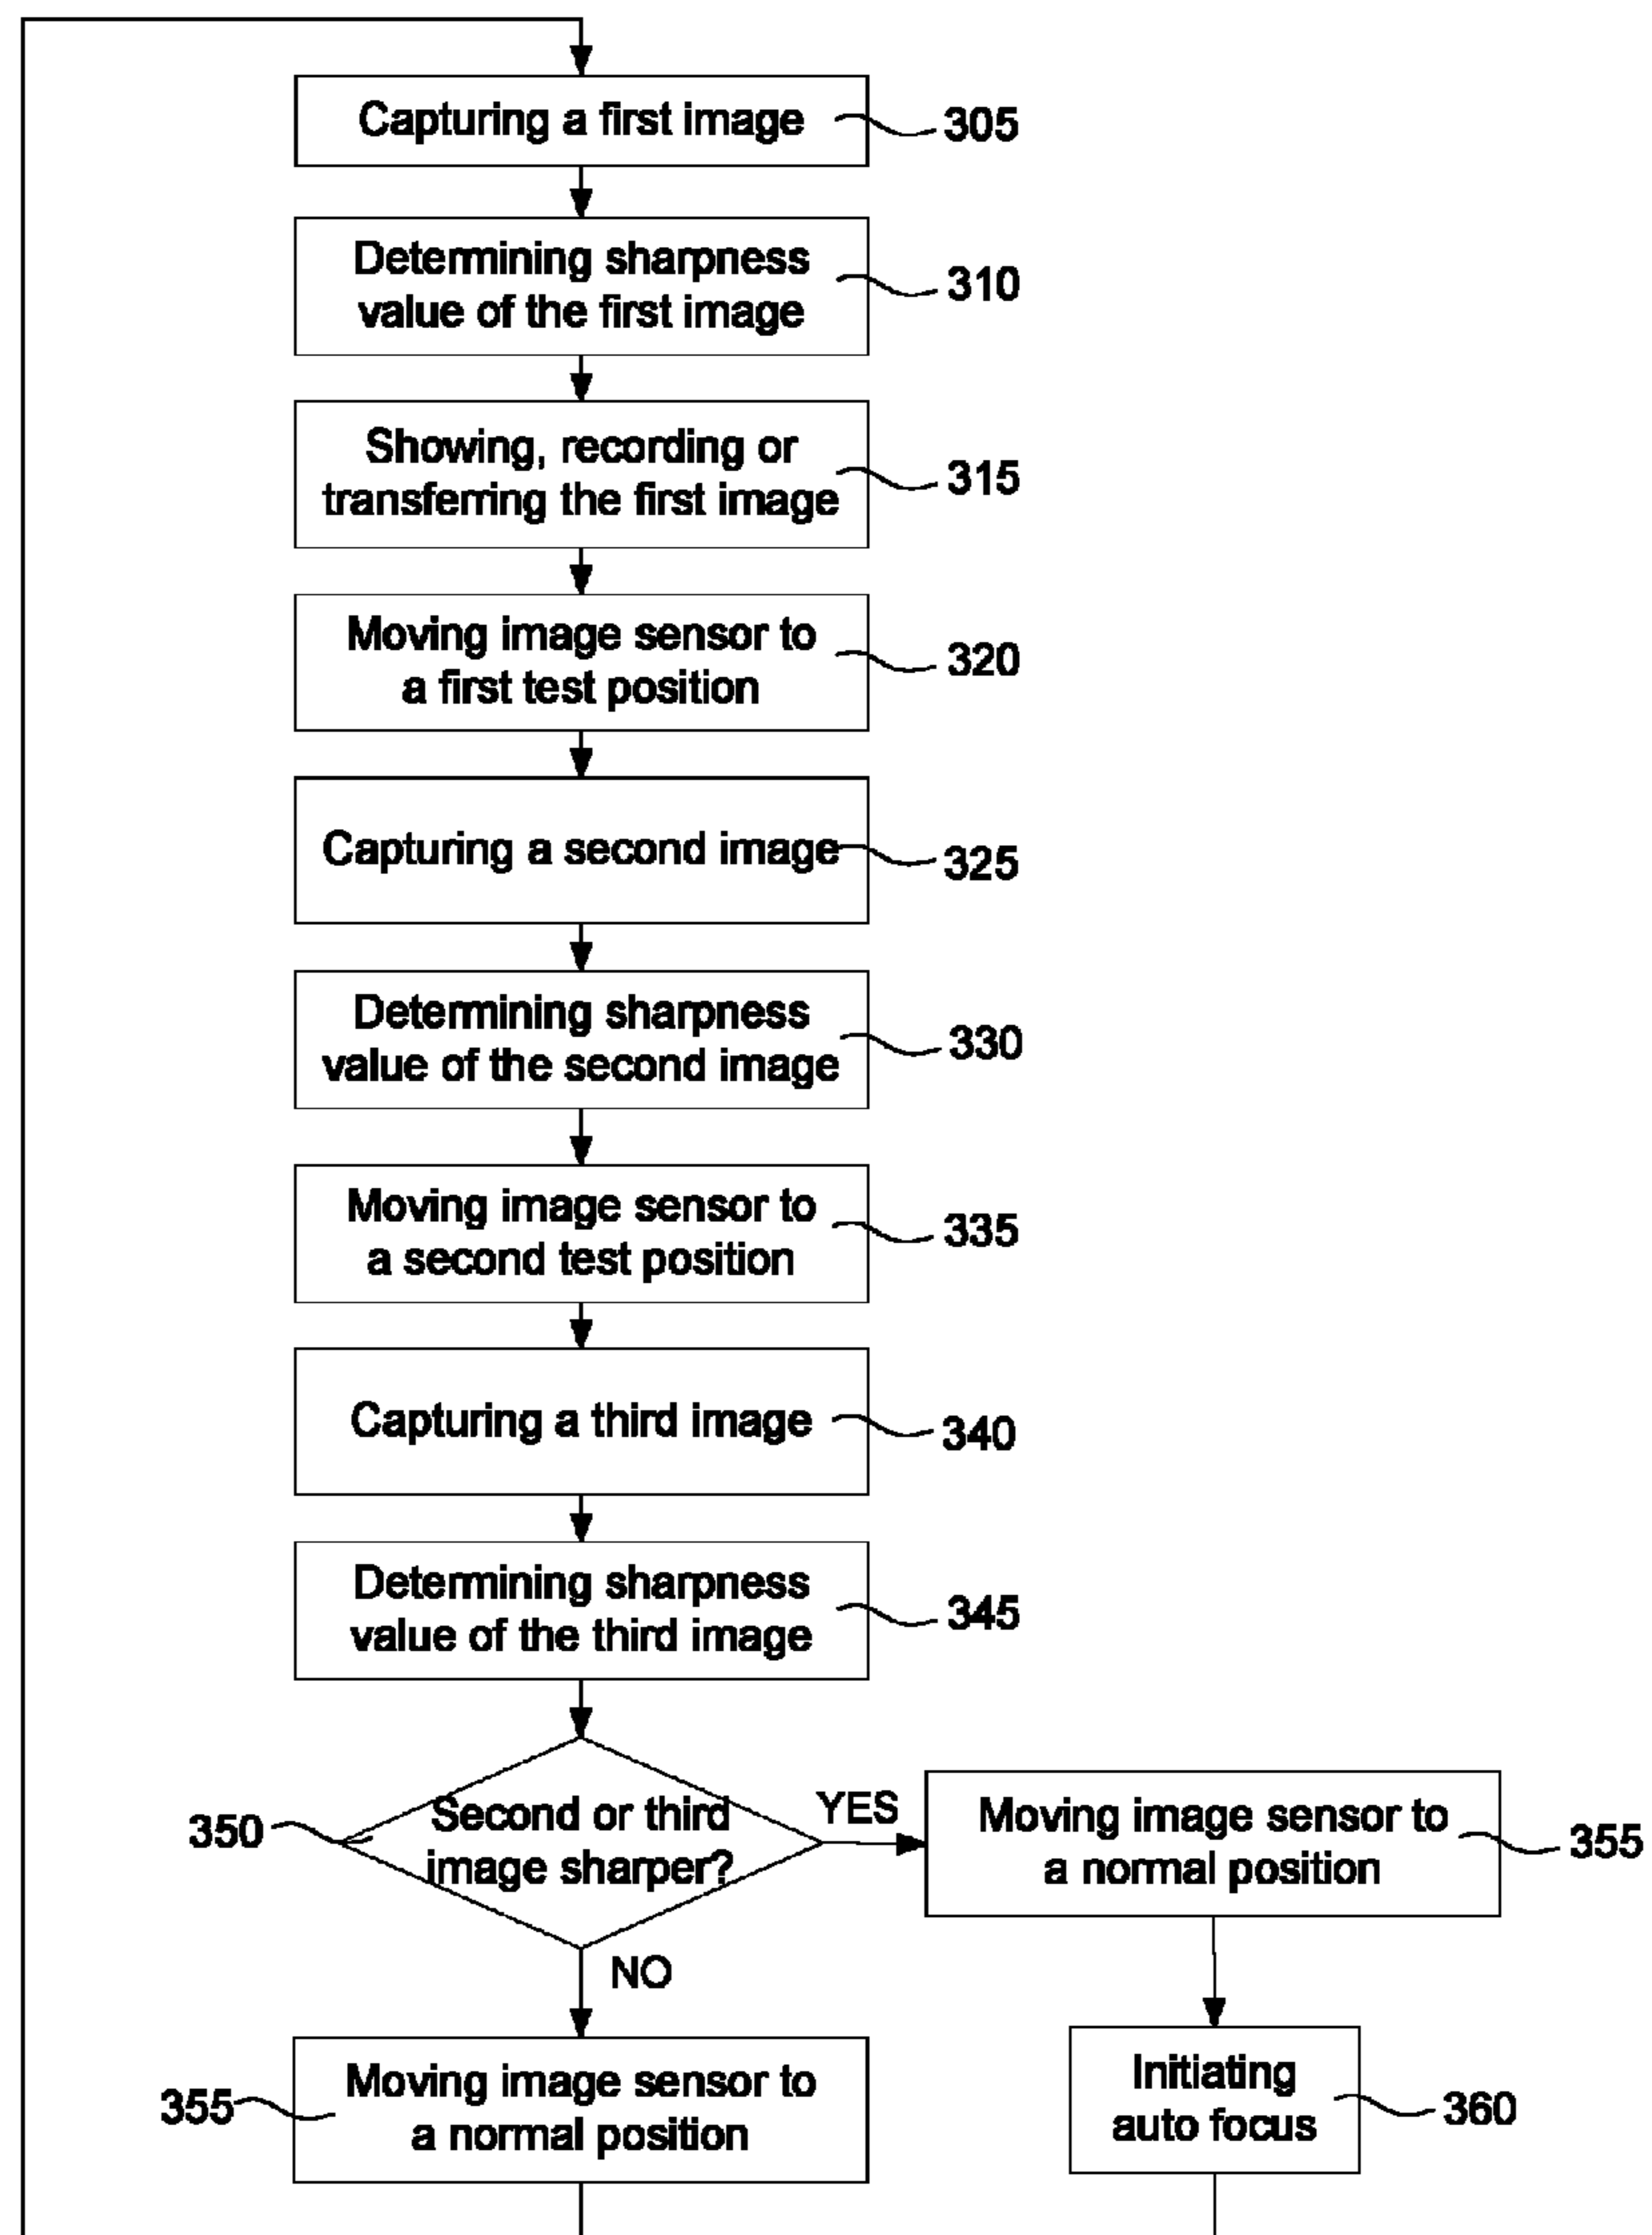 Capturing a first image
305
Determining sharpness
value of the first image
310
Showing, recording or
transferring the first image
315
Moving image sensor to
a first test position
320
Capturing a second image
325
Determining sharpness
value of the second image
330
Moving image sensor to
a second test position
335
Capturing a third image
340
Determining sharpness
value of the third image
345
350
Second or third
image sharper?
YES
Moving image sensor to
a normal position
355
NO
355
Moving image sensor to
a normal position
Initiating
auto focus
360